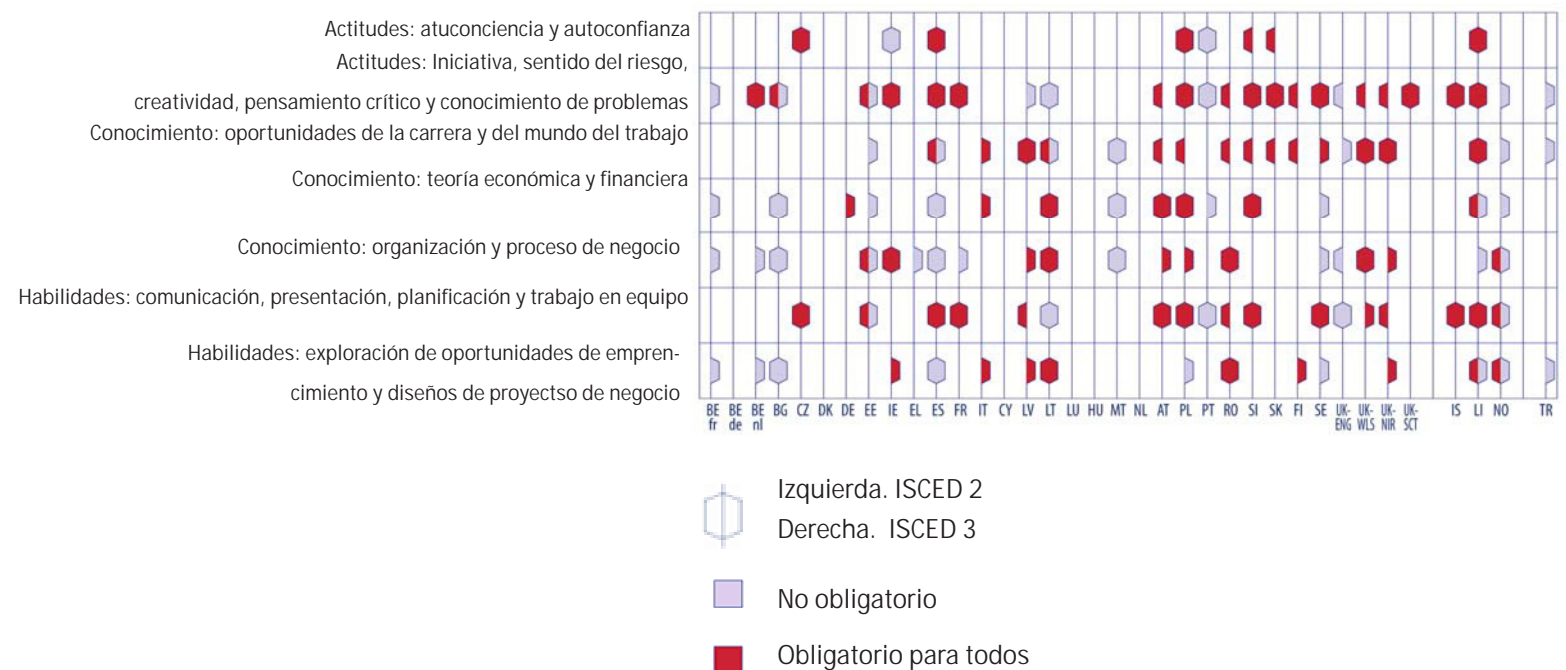 Actitudes: atuconciencia y autoconfianza
Actitudes: Iniciativa, sentido del riesgo,
creatividad, pensamiento crítico y conocimiento de problemas
Conocimiento: oportunidades de la carrera y del mundo del trabajo
Conocimiento: teoría económica y financiera
Conocimiento: organización y proceso de negocio
Habilidades: comunicación, presentación, planificación y trabajo en equipo
Habilidades: exploración de oportunidades de empren-
cimiento y diseños de proyectso de negocio
BE fr BE de BE nl BG CZ DK DE EE IE EL ES FR IT CY LV LT LU HU MT NL AT PL PT RO SI SK FI SE UK-ENG UK-WLS UK-NIR UK-SCT IS LI NO TR
Izquierda. ISCED 2
Derecha. ISCED 3
No obligatorio
Obligatorio para todos